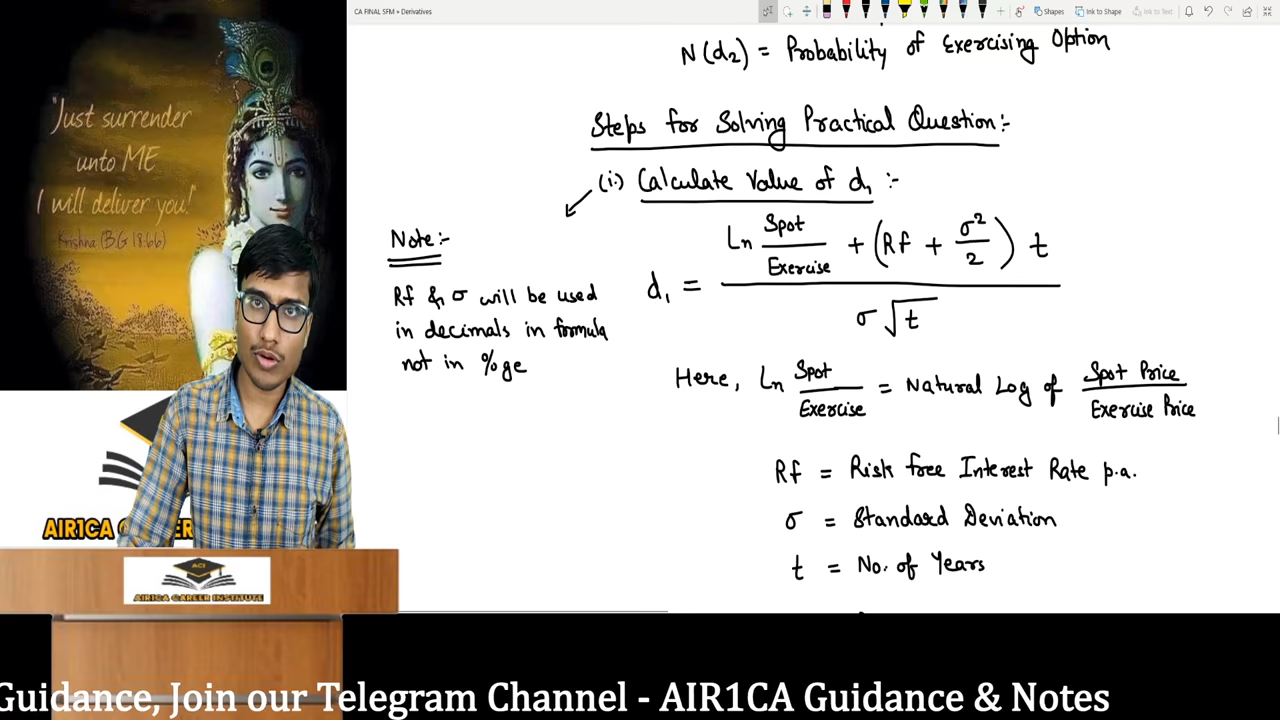 CA FINAL SFM » Derivatives
Shapes
Ink to Shape
Ink to Text
"Just surrender
unto ME
I will deliver you!"
Krishna (BG 18:66)
N(d₂) = Probability of Exercising Option
Steps for Solving Practical Question:-
(i.) Calculate Value of d₁ :-
d₁ = Ln Spot/Exercise + (Rf + σ²/2) t
σ√t
Note:-
Rf & σ will be used
in decimals in formula
not in %ge
Here, Ln Spot/Exercise = Natural Log of Spot Price/Exercise Price
Rf = Risk free Interest Rate p.a.
σ = Standard Deviation
t = No. of Years
AIR1CA C
ACI
AIR1CA CAREER INSTITUTE
Guidance, Join our Telegram Channel - AIR1CA Guidance & Notes